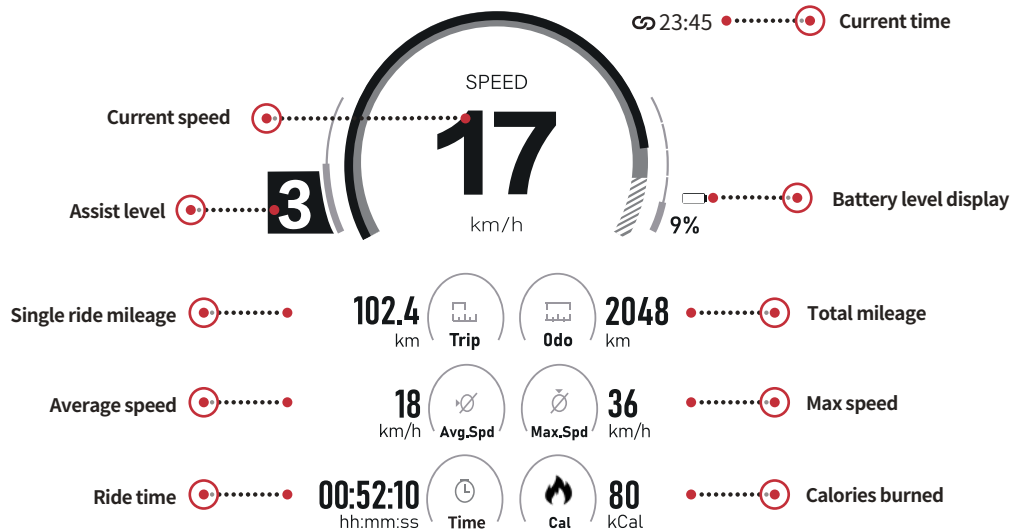 23:45
Current time
SPEED
Current speed
17
km/h
Assist level
3
Battery level display
9%
Single ride mileage
102.4
km
Trip
Odo
2048
km
Total mileage
Average speed
18
km/h
Avg.Spd
Max.Spd
36
km/h
Max speed
Ride time
00:52:10
hh:mm:ss
Time
Cal
80
kCal
Calories burned